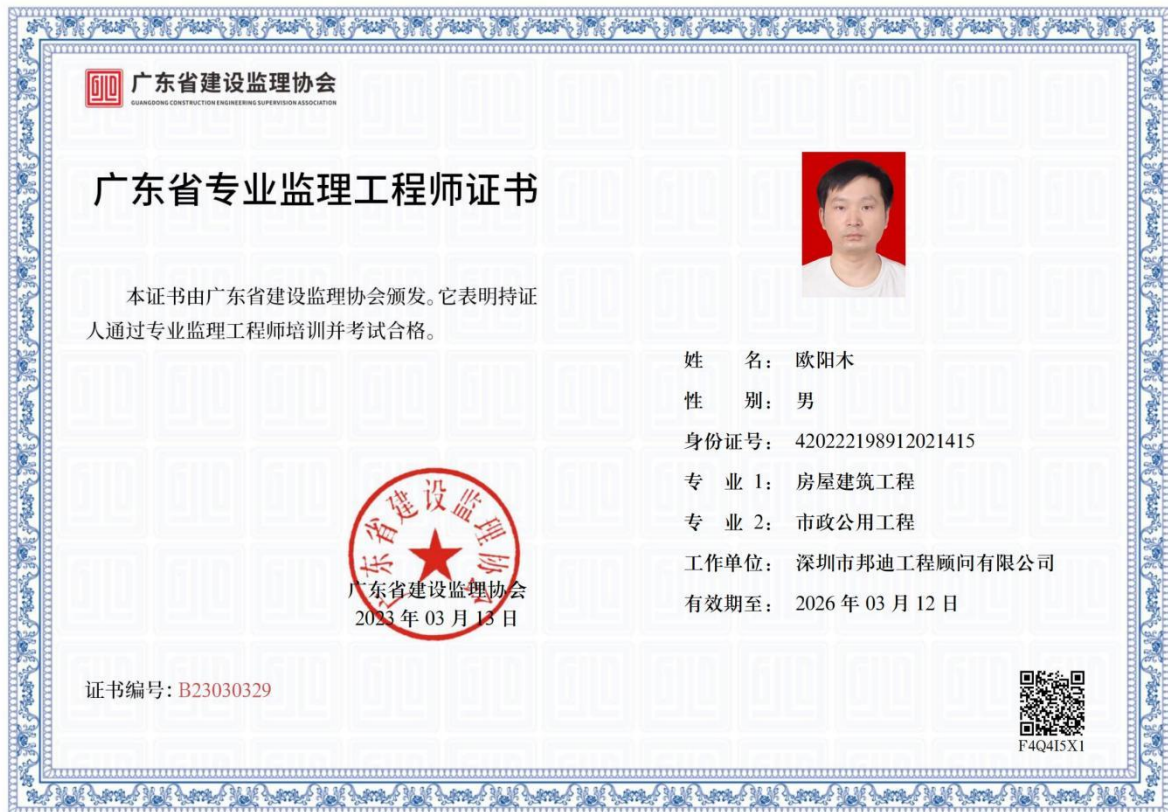 广东省建设监理协会
GUANGDONG CONSTRUCTION ENGINEERING SUPERVISION ASSOCIATION
广东省专业监理工程师证书
本证书由广东省建设监理协会颁发。它表明持证
人通过专业监理工程师培训并考试合格。
姓 名： 欧阳木
性 别： 男
身份证号： 420222198912021415
专 业 1： 房屋建筑工程
专 业 2： 市政公用工程
工作单位： 深圳市邦迪工程顾问有限公司
有效期至： 2026 年 03 月 12 日
广东省建设监理协会
广东省建设监理协会
2023 年 03 月 13 日
证书编号：B23030329
F4Q4I5X1